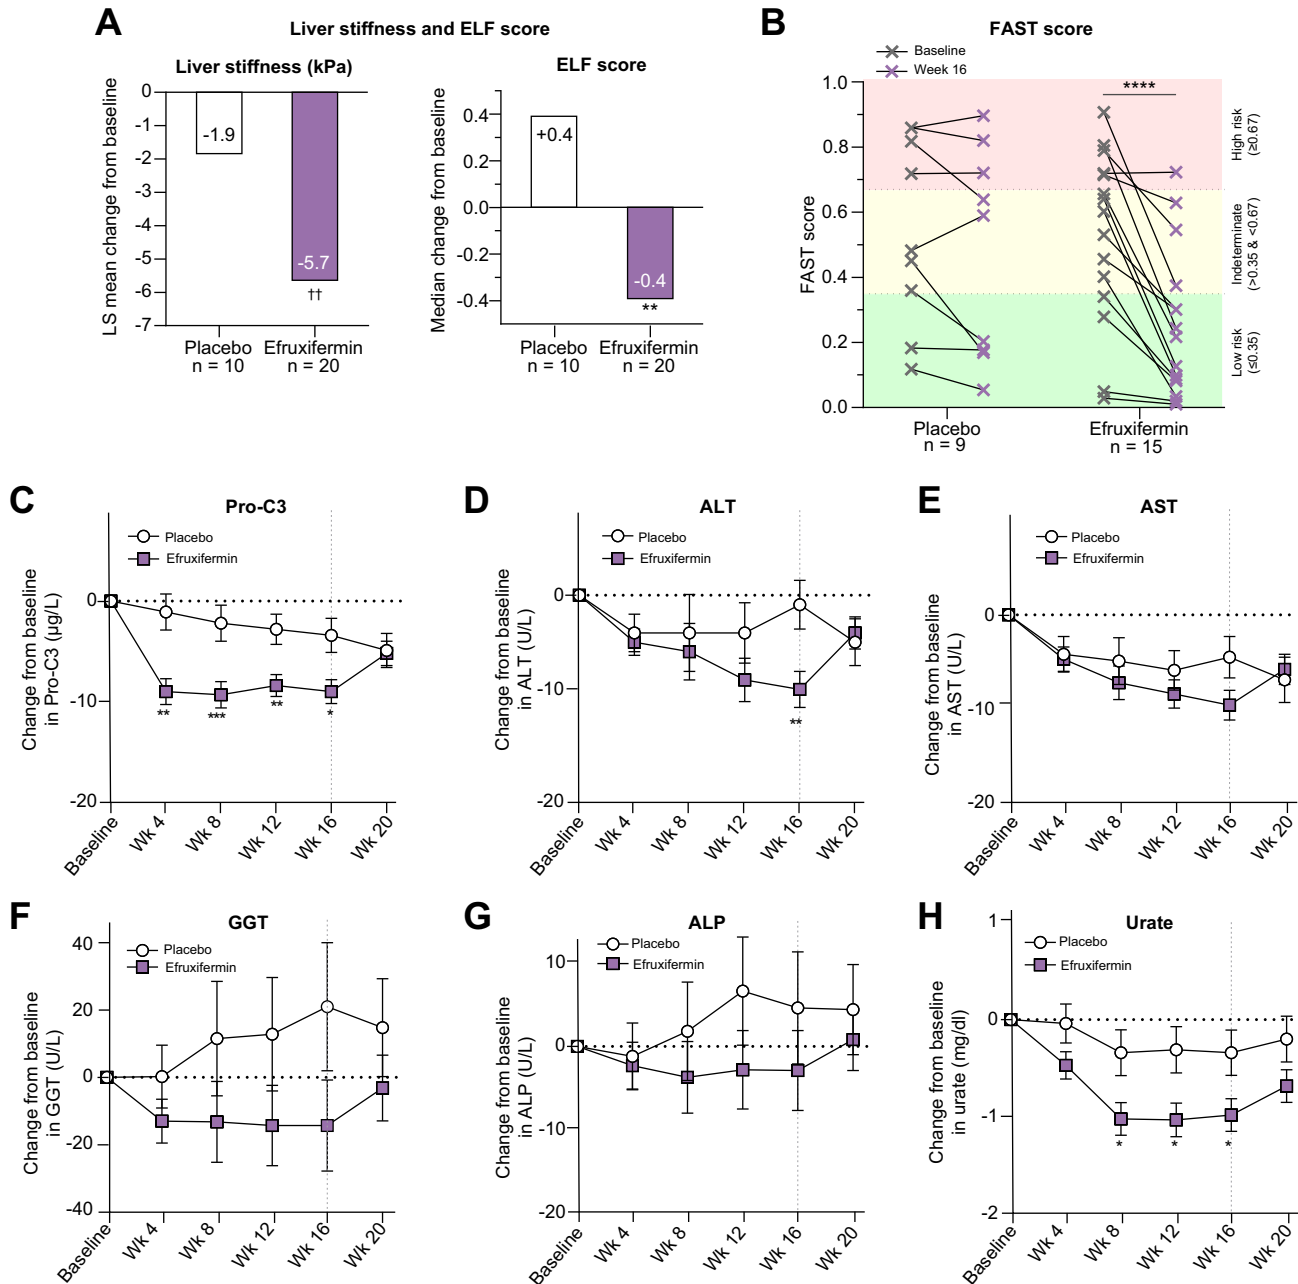 A
Liver stiffness and ELF score
Liver stiffness (kPa)
LS mean change from baseline
0
-1
-2
-3
-4
-5
-6
-7
-1.9
-5.7
††
Placebo
n = 10
Efruxifermin
n = 20
ELF score
Median change from baseline
0.4
0.2
0.0
-0.2
-0.4
+0.4
-0.4
**
Placebo
n = 10
Efruxifermin
n = 20
B
FAST score
Baseline
Week 16
FAST score
1.0
0.8
0.6
0.4
0.2
0.0
****
High risk
(≥0.67)
Indeterminate
(>0.35 & <0.67)
Low risk
(≤0.35)
Placebo
n = 9
Efruxifermin
n = 15
C
Pro-C3
Placebo
Efruxifermin
Change from baseline
in Pro-C3 (µg/L)
0
-10
-20
**
***
**
*
Baseline
Wk 4
Wk 8
Wk 12
Wk 16
Wk 20
D
ALT
Placebo
Efruxifermin
Change from baseline
in ALT (U/L)
0
-10
-20
**
Baseline
Wk 4
Wk 8
Wk 12
Wk 16
Wk 20
E
AST
Placebo
Efruxifermin
Change from baseline
in AST (U/L)
0
-10
-20
Baseline
Wk 4
Wk 8
Wk 12
Wk 16
Wk 20
F
GGT
Placebo
Efruxifermin
Change from baseline
in GGT (U/L)
40
20
0
-20
-40
Baseline
Wk 4
Wk 8
Wk 12
Wk 16
Wk 20
G
ALP
Placebo
Efruxifermin
Change from baseline
in ALP (U/L)
10
0
-10
-20
Baseline
Wk 4
Wk 8
Wk 12
Wk 16
Wk 20
H
Urate
Placebo
Efruxifermin
Change from baseline
in urate (mg/dl)
1
0
-1
-2
*
*
*
Baseline
Wk 4
Wk 8
Wk 12
Wk 16
Wk 20